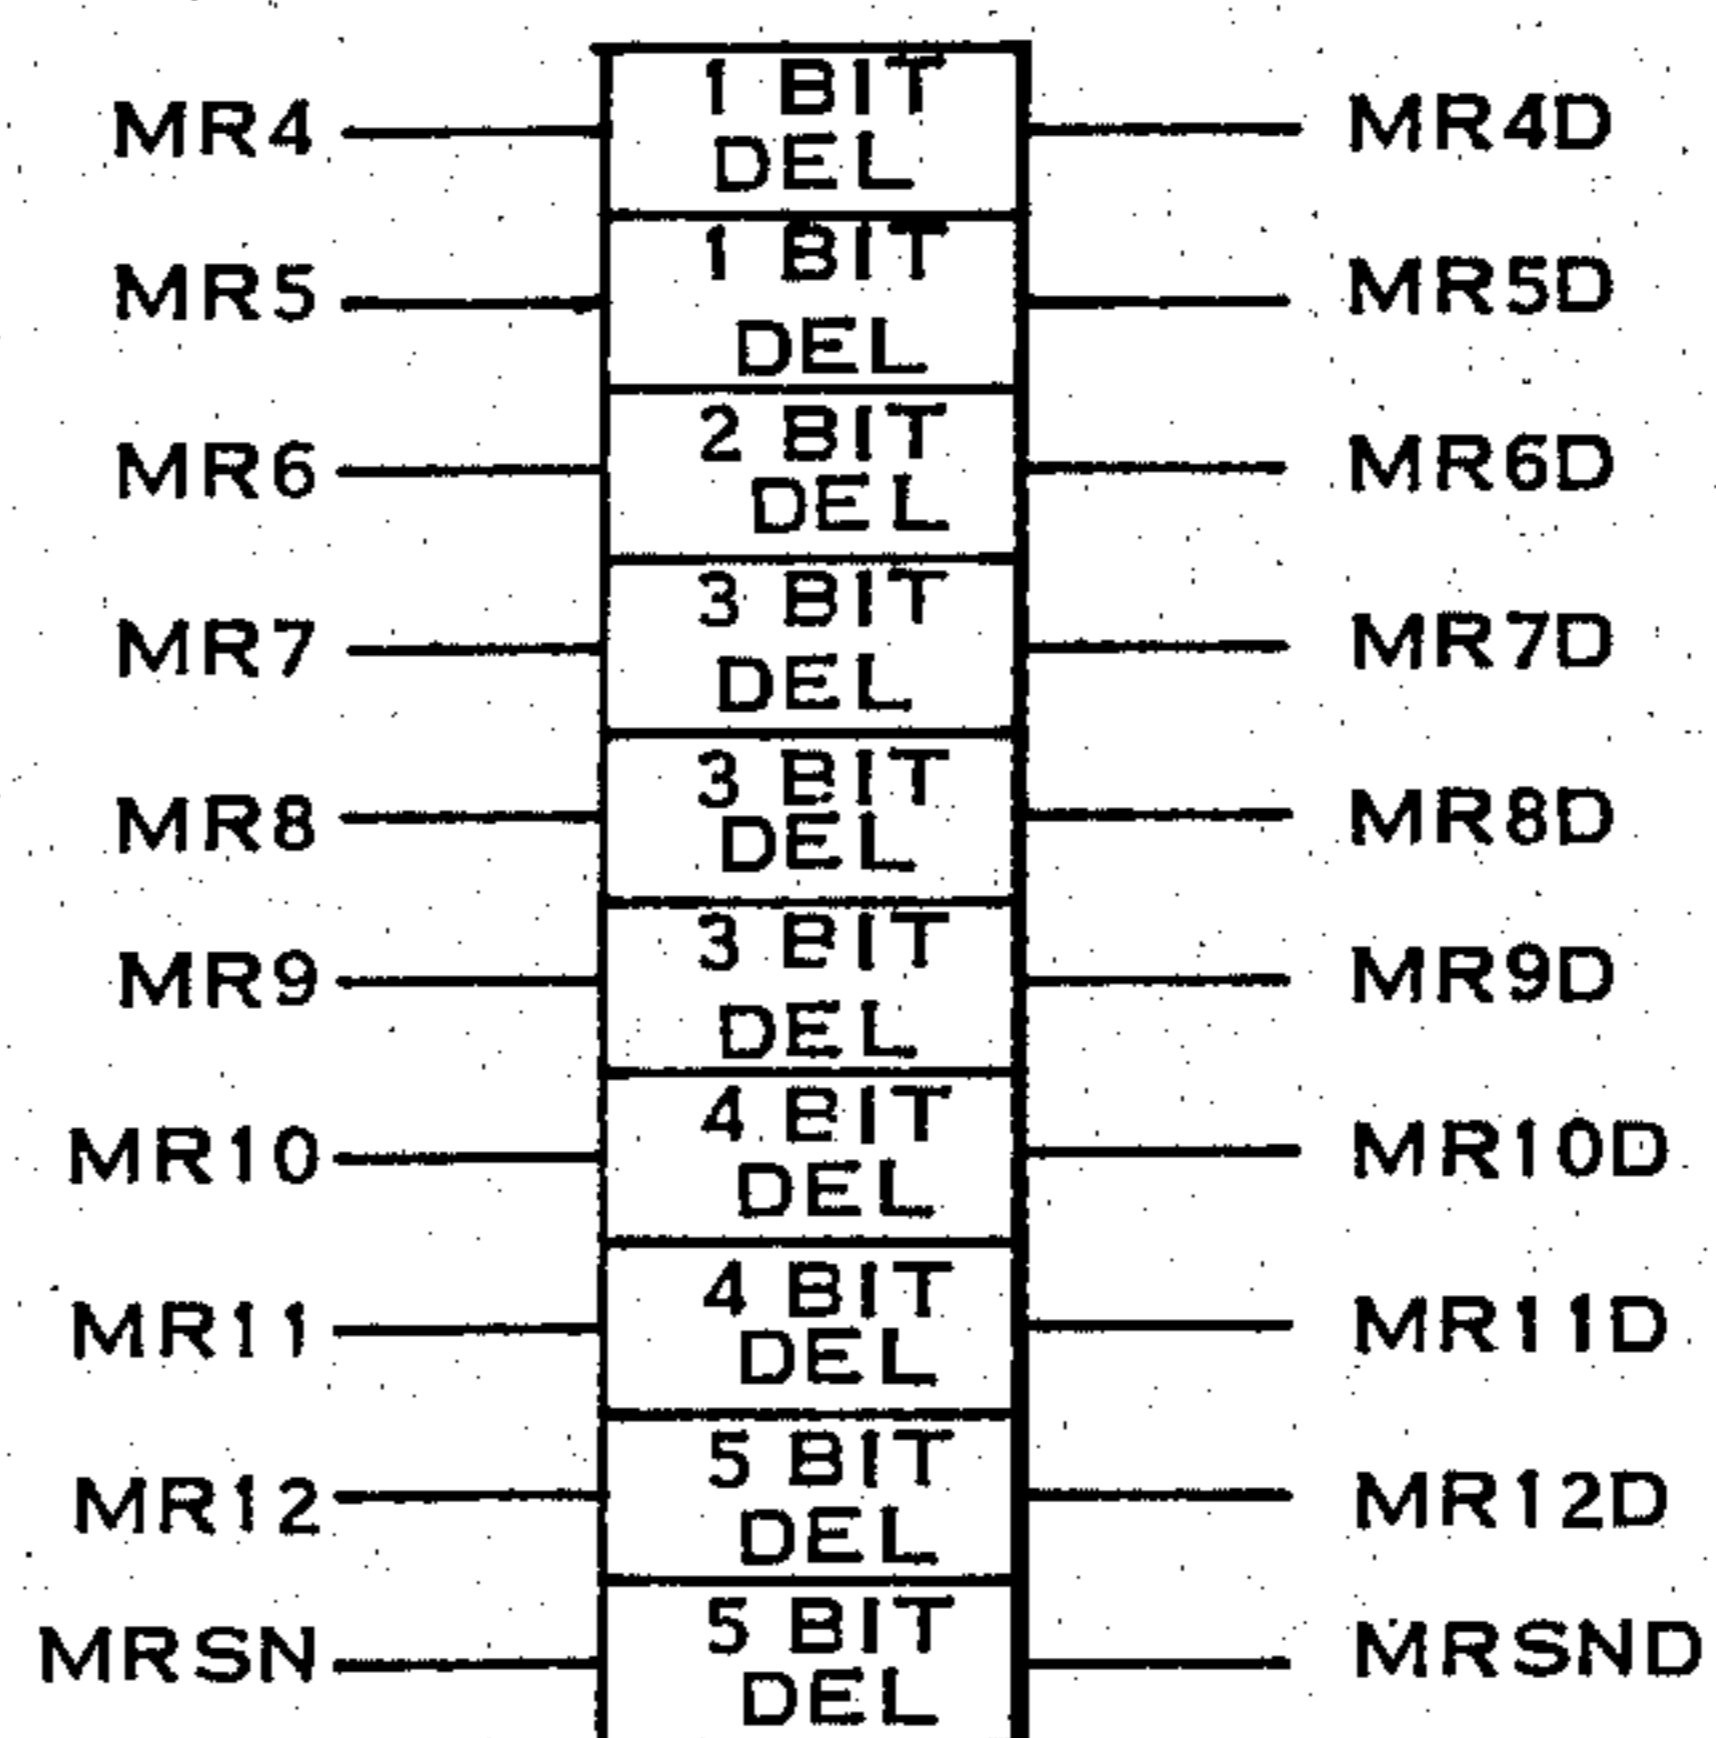 MR4 1 BIT DEL MR4D
MR5 1 BIT DEL MR5D
MR6 2 BIT DEL MR6D
MR7 3 BIT DEL MR7D
MR8 3 BIT DEL MR8D
MR9 3 BIT DEL MR9D
MR10 4 BIT DEL MR10D
MR11 4 BIT DEL MR11D
MR12 5 BIT DEL MR12D
MRSN 5 BIT DEL MRSND